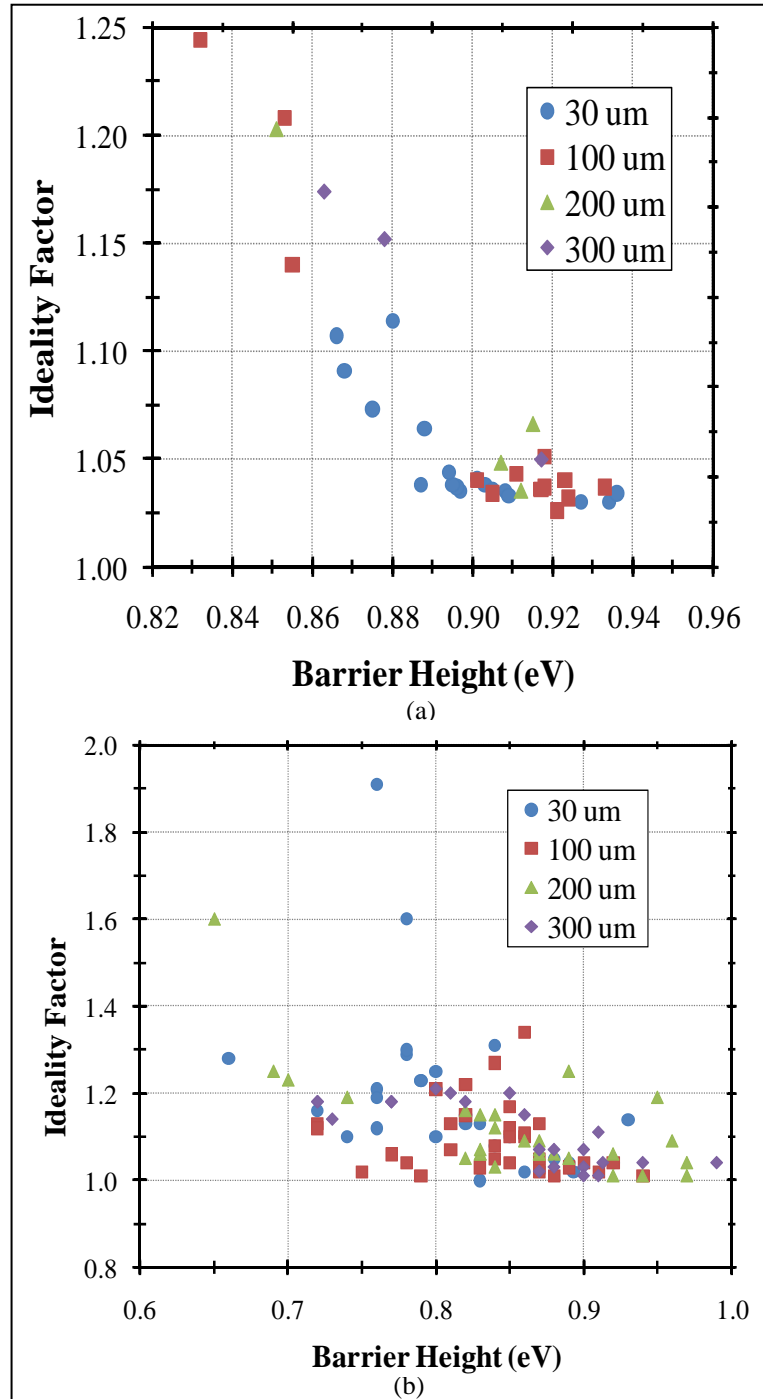 1.25
1.20
1.15
1.10
1.05
1.00
Ideality Factor
30 um
100 um
200 um
300 um
0.82 0.84 0.86 0.88 0.90 0.92 0.94 0.96
Barrier Height (eV)
(a)
2.0
1.8
1.6
1.4
1.2
1.0
0.8
Ideality Factor
30 um
100 um
200 um
300 um
0.6 0.7 0.8 0.9 1.0
Barrier Height (eV)
(b)